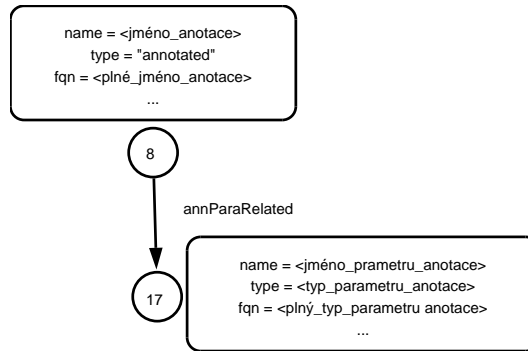 name = <jméno_anotace>
type = "annotated"
fqn = <plné_jméno_anotace>
...
8
annParaRelated
17
name = <jméno_prametru_anotace>
type = <typ_parametru_anotace>
fqn = <plný_typ_parametru anotace>
...